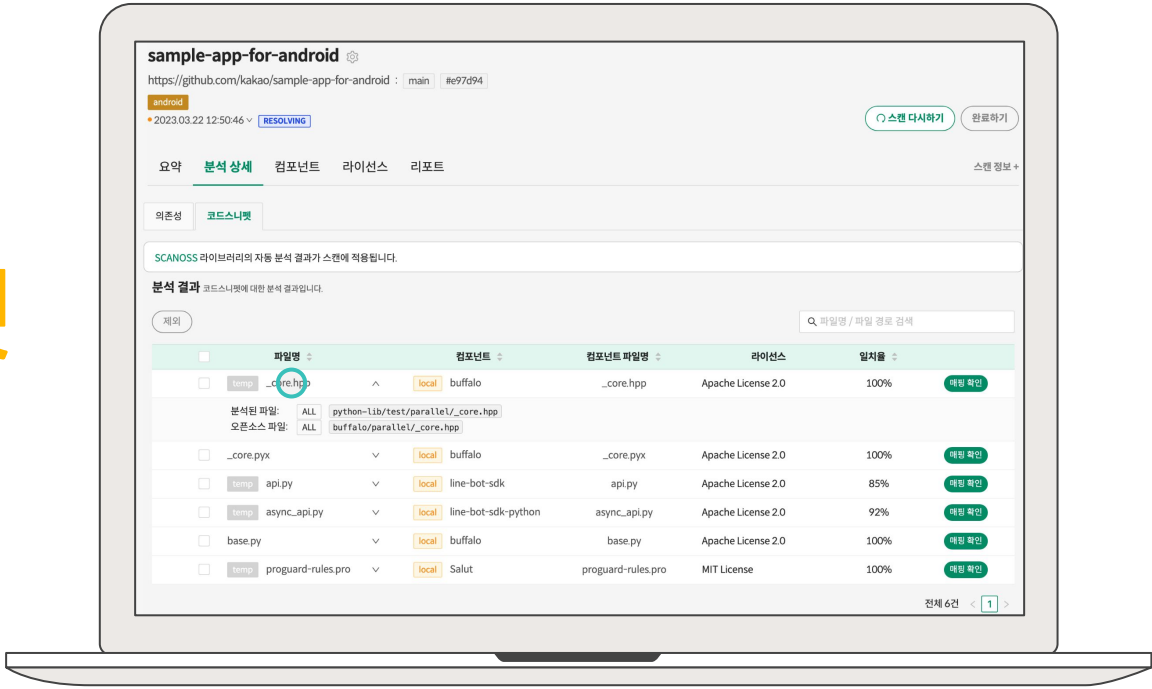 sample-app-for-android
https://github.com/kakao/sample-app-for-android : main #e97d94
android
2023.03.22 12:50:46 RESOLVING
스캔 다시하기 완료하기
요약 분석 상세 컴포넌트 라이선스 리포트 스캔 정보 +
의존성 코드스니펫
SCANOSS 라이브러리의 자동 분석 결과가 스캔에 적용됩니다.
분석 결과 코드스니펫에 대한 분석 결과입니다.
제외 파일명 / 파일 경로 검색
파일명 컴포넌트 컴포넌트 파일명 라이선스 일치율
temp _core.hpp local buffalo _core.hpp Apache License 2.0 100% 매핑 확인
분석된 파일: ALL python-lib/test/parallel/_core.hpp
오픈소스 파일: ALL buffalo/parallel/_core.hpp
_core.pyx local buffalo _core.pyx Apache License 2.0 100% 매핑 확인
temp api.py local line-bot-sdk api.py Apache License 2.0 85% 매핑 확인
temp async_api.py local line-bot-sdk-python async_api.py Apache License 2.0 92% 매핑 확인
base.py local buffalo base.py Apache License 2.0 100% 매핑 확인
temp proguard-rules.pro local Salut proguard-rules.pro MIT License 100% 매핑 확인
전체 6건 < 1 >